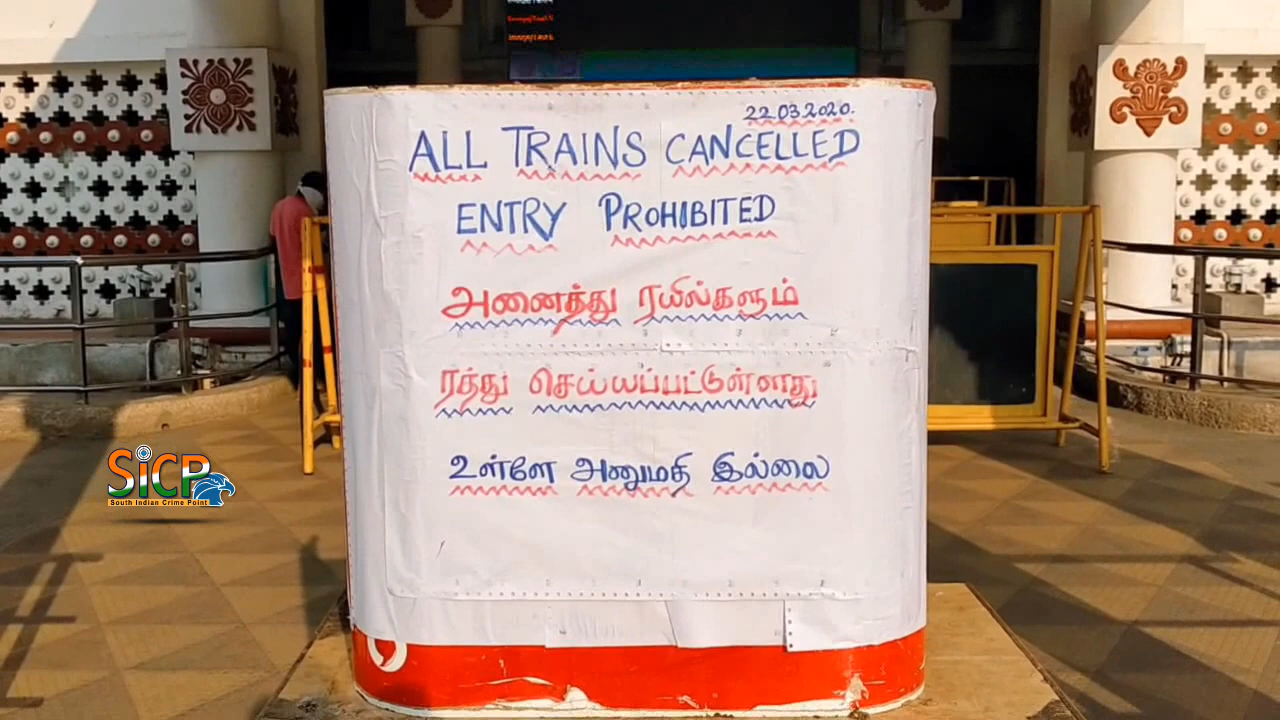 22.03.2020.
ALL TRAINS CANCELLED
ENTRY PROHIBITED
அனைத்து ரயில்களும்
ரத்து செய்யப்பட்டுள்ளது
உள்ளே அனுமதி இல்லை
SiCP
South Indian Crime Point